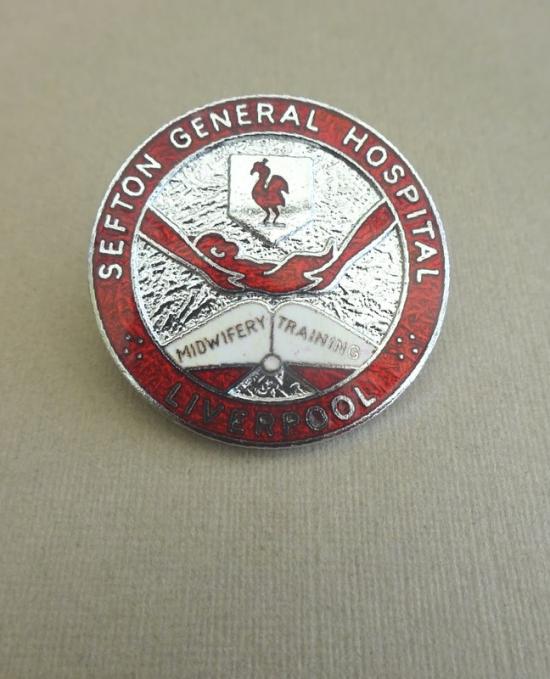 SEFTON GENERAL HOSPITAL
MIDWIFERY TRAINING
LIVERPOOL